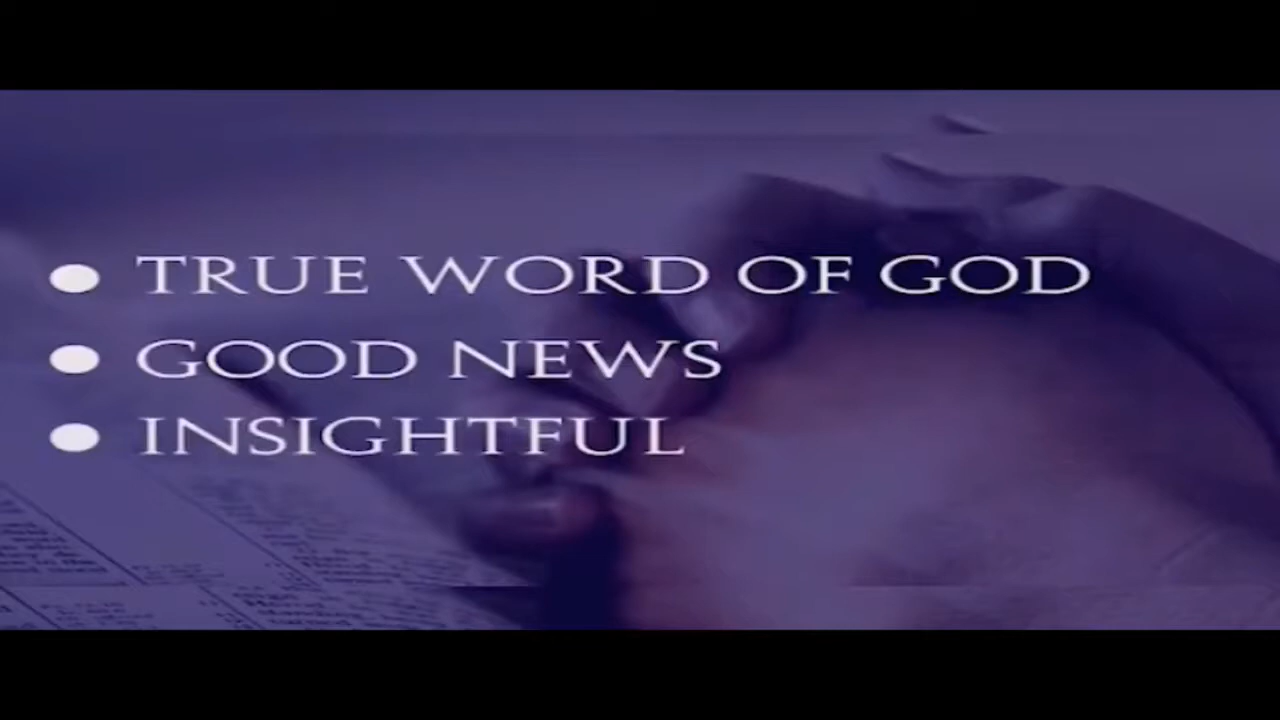 • TRUE WORD OF GOD
• GOOD NEWS
• INSIGHTFUL